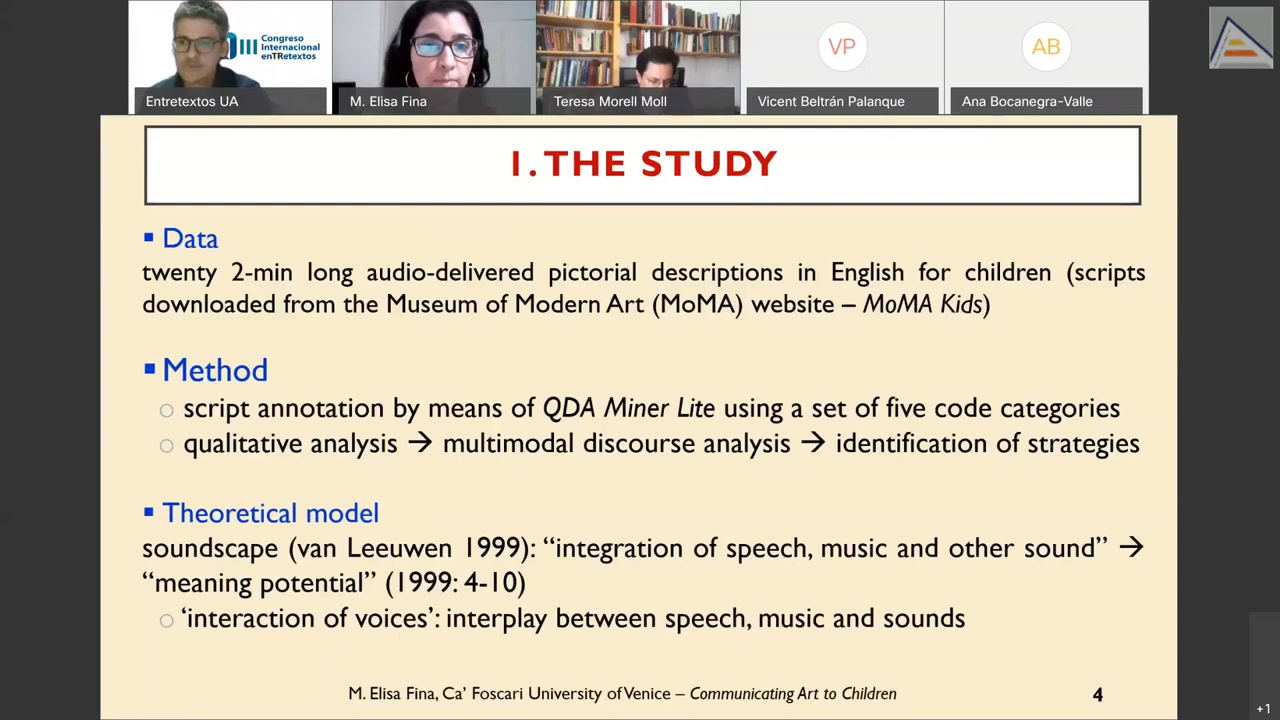 III Congreso
Internacional
enTRetextos
VP
AB
Entretextos UA
M. Elisa Fina
Teresa Morell Moll
Vicent Beltrán Palanque
Ana Bocanegra-Valle
1. THE STUDY
▪ Data
twenty 2-min long audio-delivered pictorial descriptions in English for children (scripts
downloaded from the Museum of Modern Art (MoMA) website – MoMA Kids)
▪ Method
○ script annotation by means of QDA Miner Lite using a set of five code categories
○ qualitative analysis → multimodal discourse analysis → identification of strategies
▪ Theoretical model
soundscape (van Leeuwen 1999): “integration of speech, music and other sound” →
“meaning potential” (1999: 4-10)
○ ‘interaction of voices’: interplay between speech, music and sounds
M. Elisa Fina, Ca’ Foscari University of Venice – Communicating Art to Children
4
+1